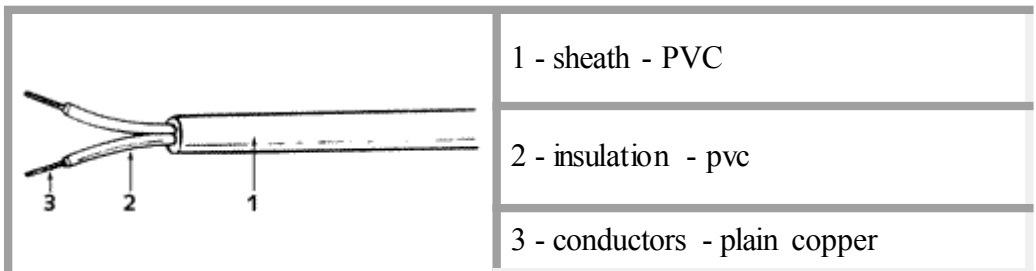 3 2 1
1 - sheath - PVC
2 - insulation - pvc
3 - conductors - plain copper